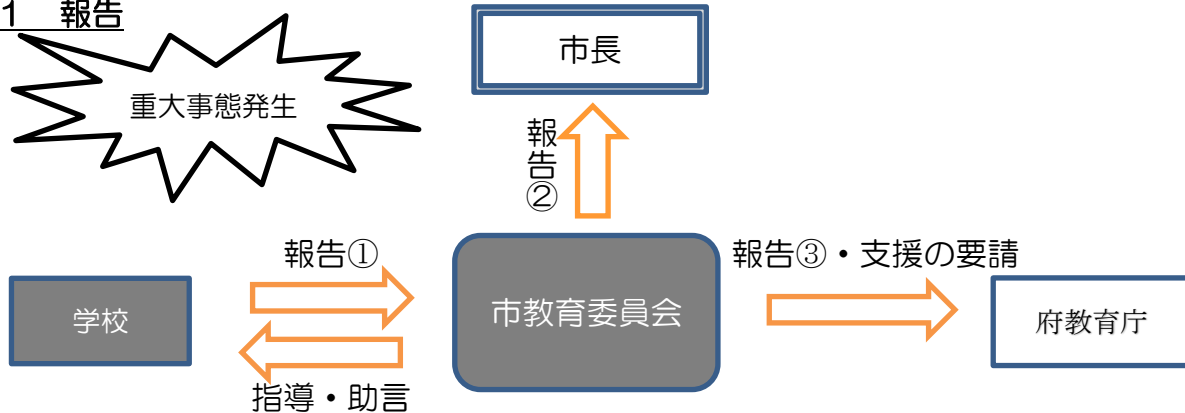 １　報告
重大事態発生
市長
報告②
報告①
報告③・支援の要請
学校
市教育委員会
府教育庁
指導・助言